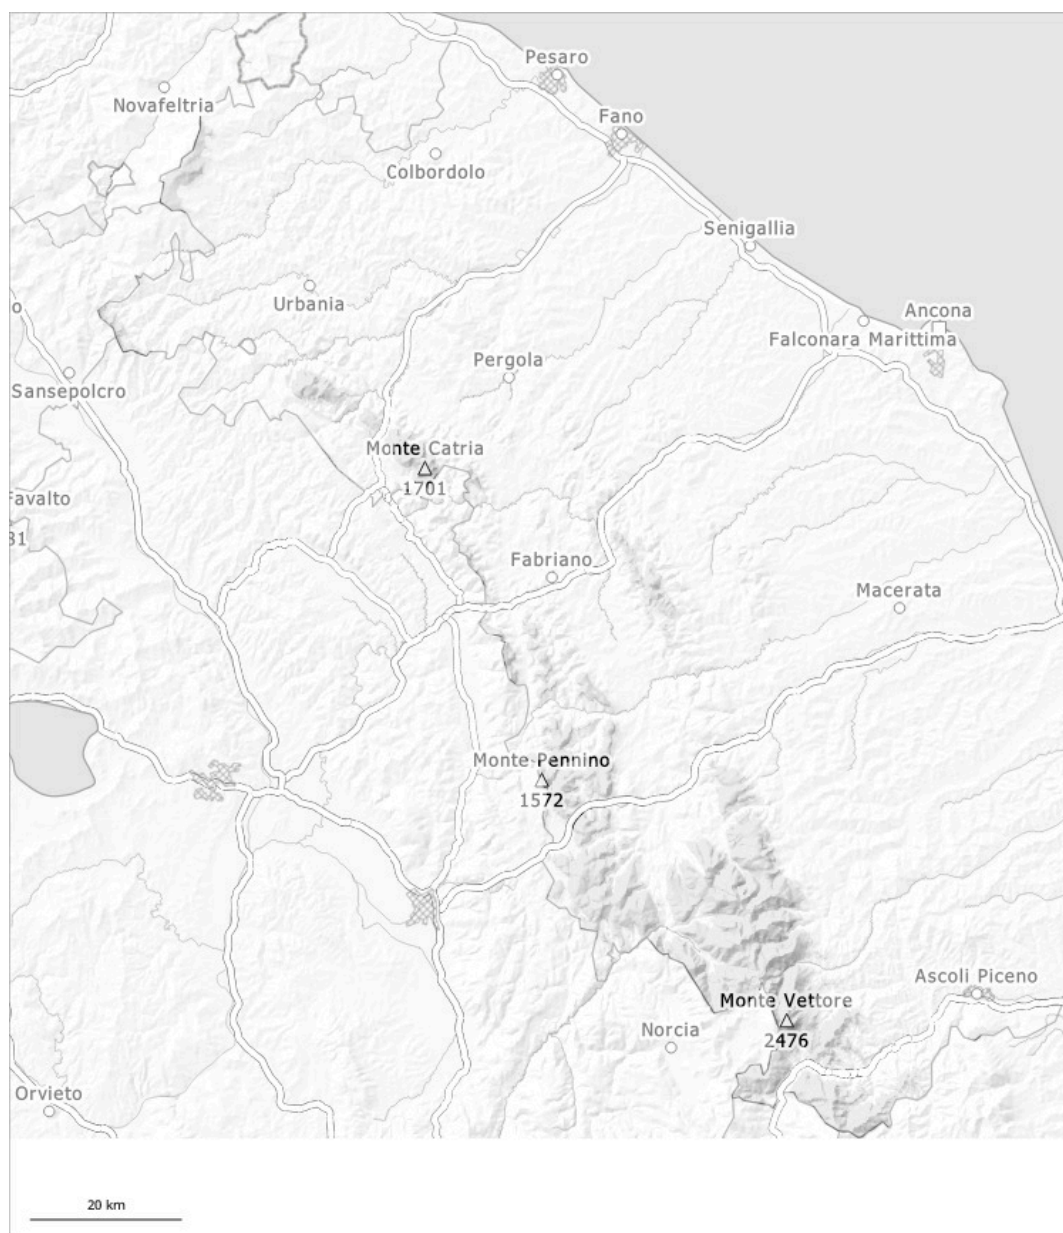 Pesaro
Novafeltria
Fano
Colbordolo
Senigallia
Urbania
o
Ancona
Falconara Marittima
Pergola
Sansepolcro
Monte Catria
1701
Favalto
31
Fabriano
Macerata
Monte Pennino
1572
Ascoli Piceno
Monte Vettore
2476
Norcia
Orvieto
20 km